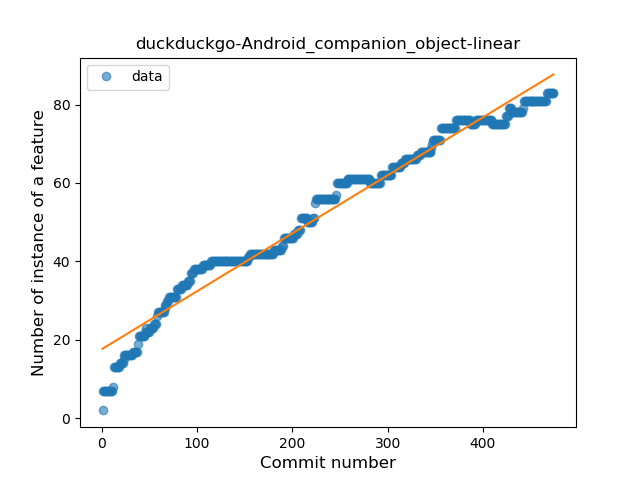 duckduckgo-Android_companion_object-linear
data
Number of instance of a feature
80
60
40
20
0
0 100 200 300 400
Commit number